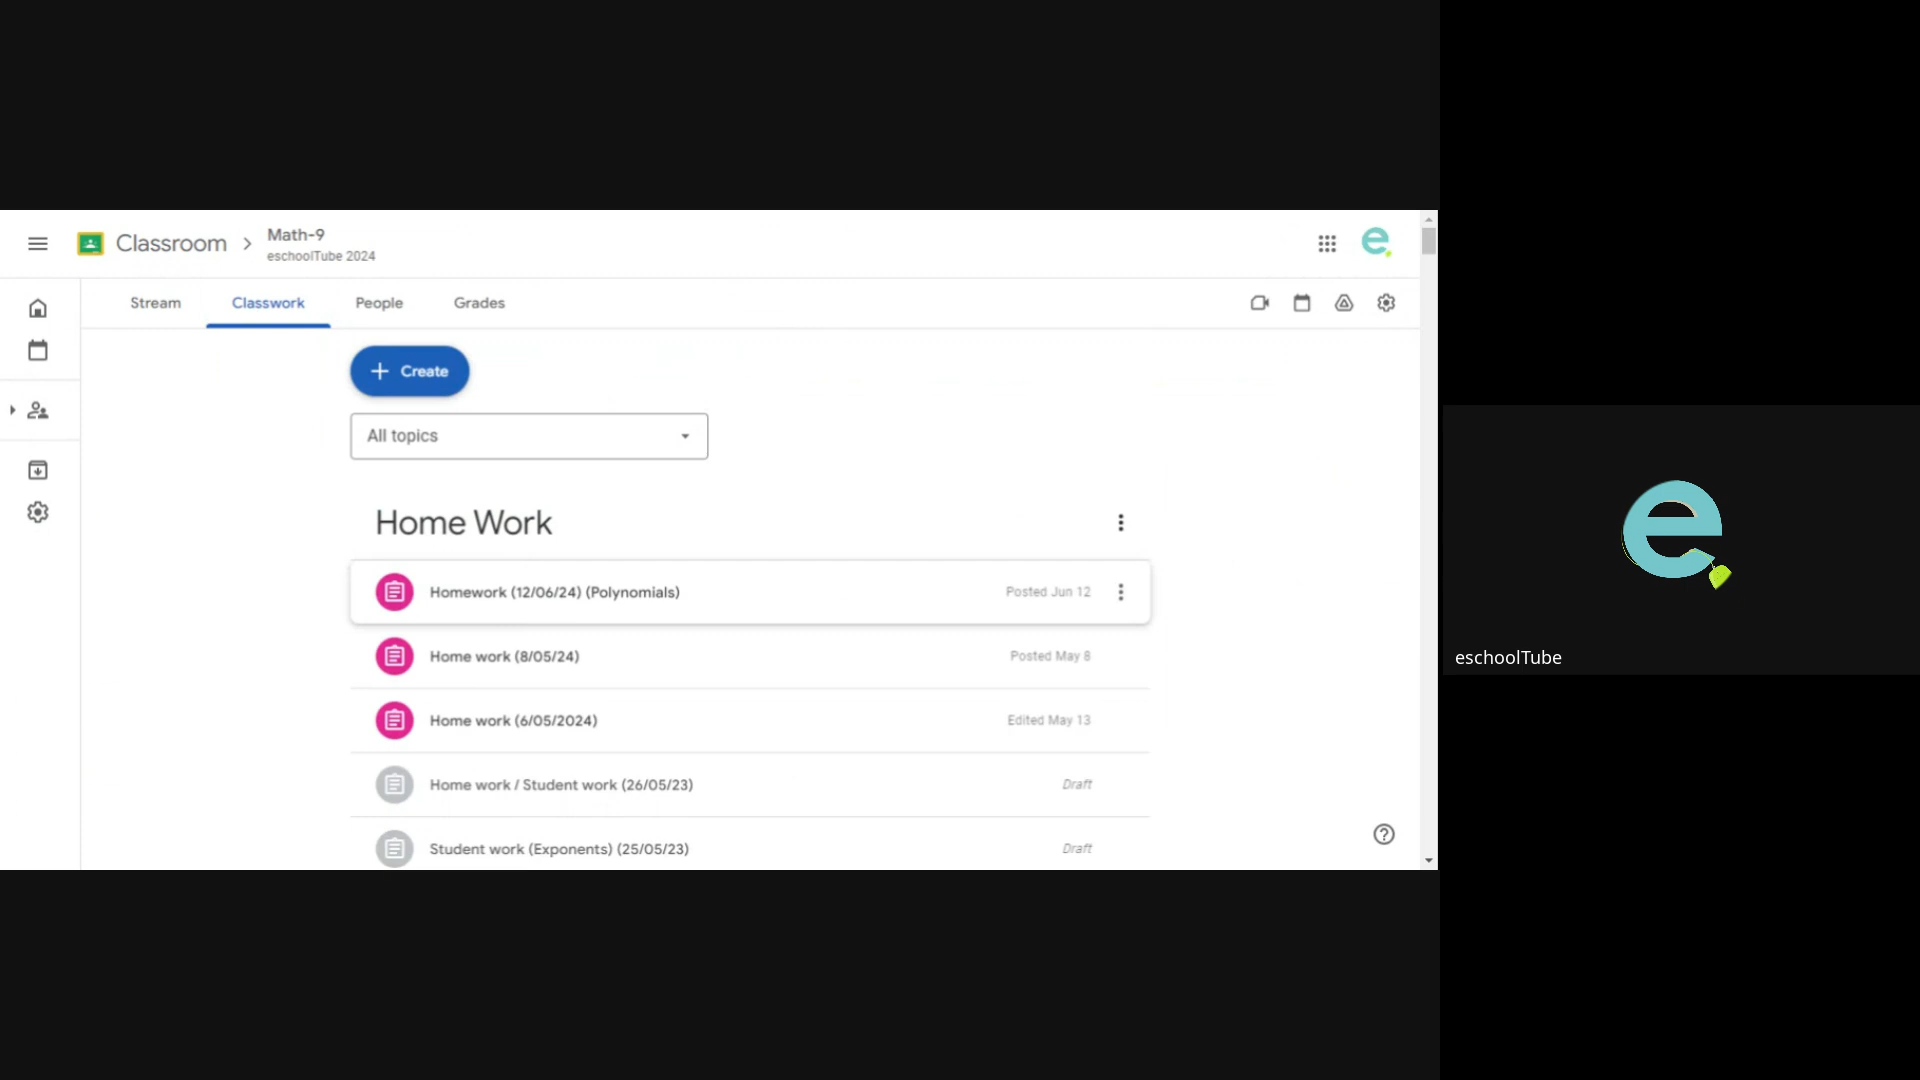 Classroom
Math-9
eschoolTube 2024
Stream
Classwork
People
Grades
Create
All topics
Home Work
Homework (12/06/24) (Polynomials)
Posted Jun 12
Home work (8/05/24)
Posted May 8
Home work (6/05/2024)
Edited May 13
Home work / Student work (26/05/23)
Draft
Student work (Exponents) (25/05/23)
Draft
eschoolTube